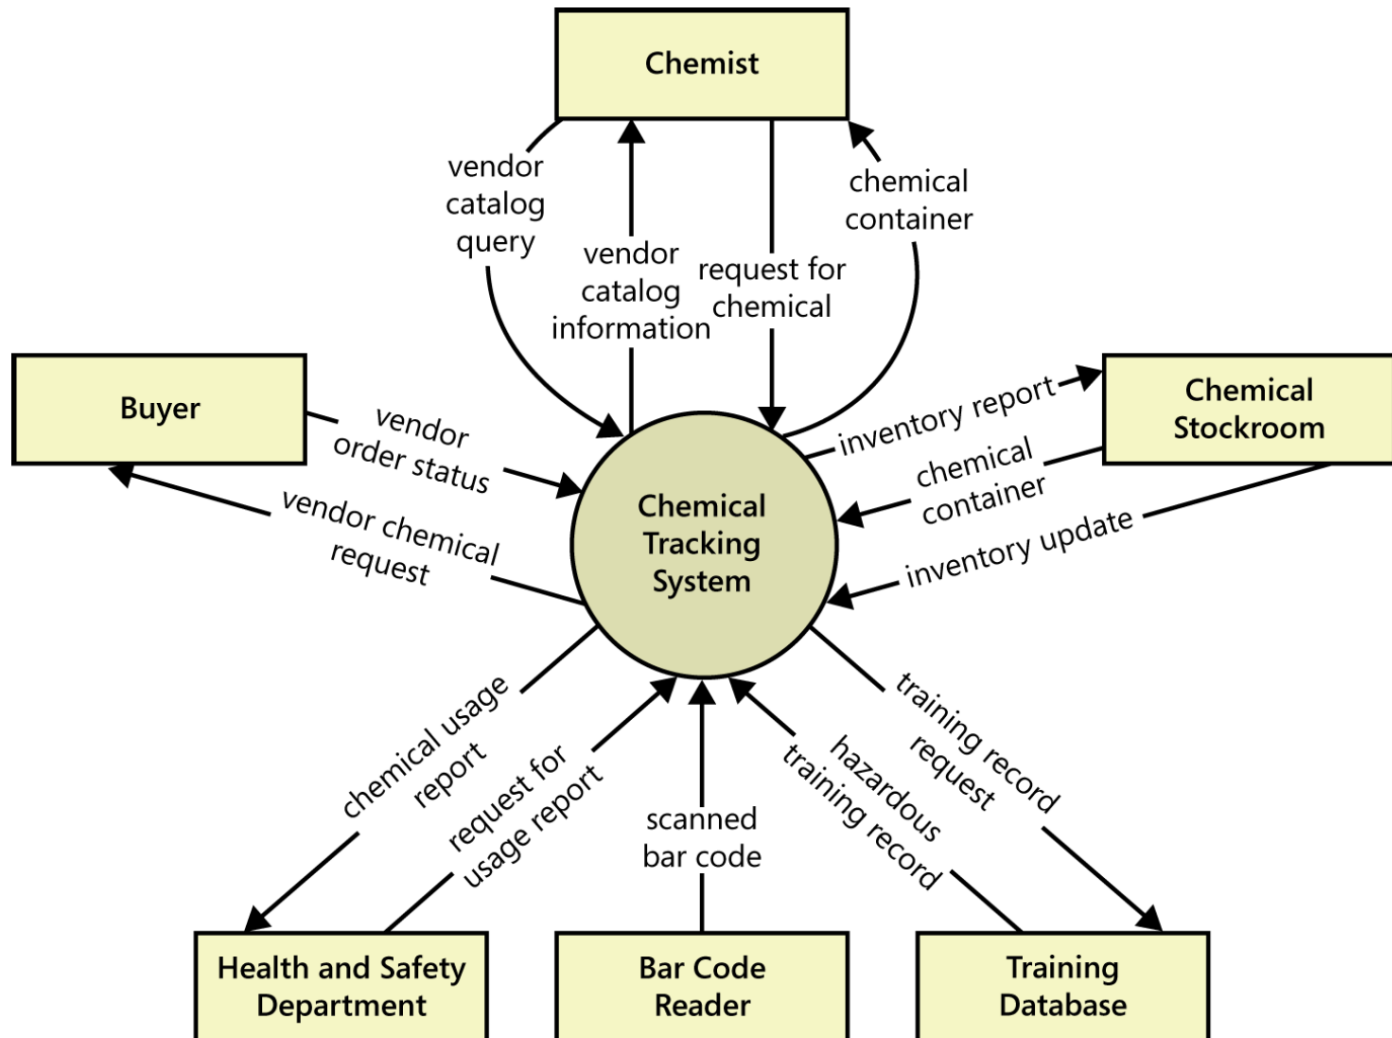 Chemist
vendor
catalog
query
vendor
catalog
information
request for
chemical
chemical
container
Buyer
vendor
order status
vendor chemical
request
Chemical
Tracking
System
inventory report
chemical
container
inventory update
Chemical
Stockroom
chemical usage
report
request for
usage report
scanned
bar code
hazardous
training record
training record
request
Health and Safety
Department
Bar Code
Reader
Training
Database